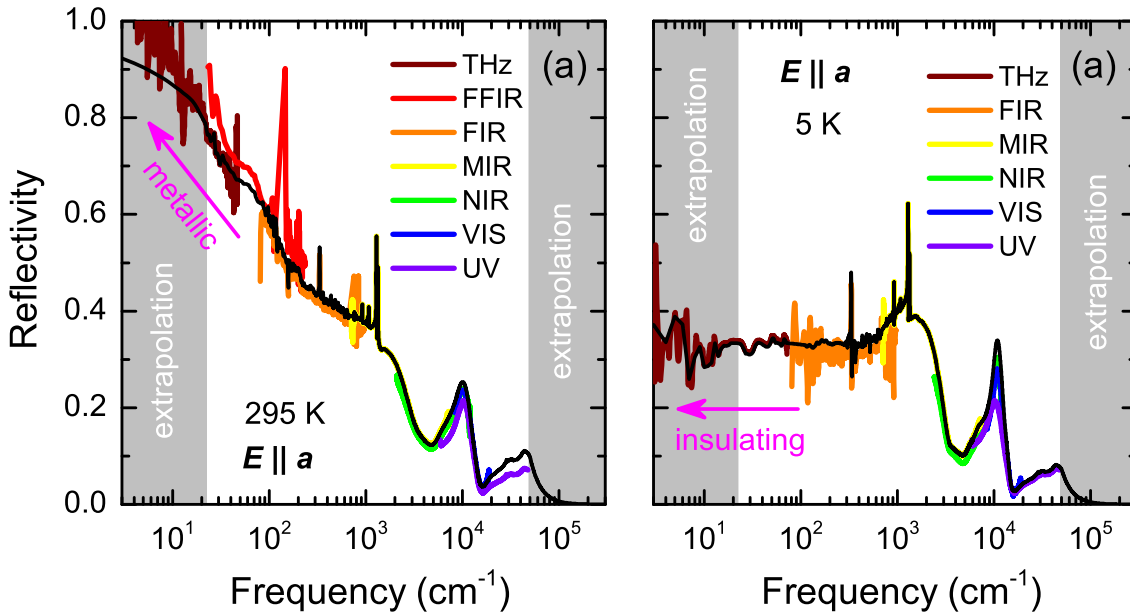 Reflectivity
1.0
0.8
0.6
0.4
0.2
0.0
extrapolation
metallic
THz
FFIR
FIR
MIR
NIR
VIS
UV
(a)
extrapolation
295 K
E || a
10¹ 10² 10³ 10⁴ 10⁵
Frequency (cm⁻¹)
extrapolation
E || a
5 K
THz
FIR
MIR
NIR
VIS
UV
(a)
extrapolation
insulating
10¹ 10² 10³ 10⁴ 10⁵
Frequency (cm⁻¹)